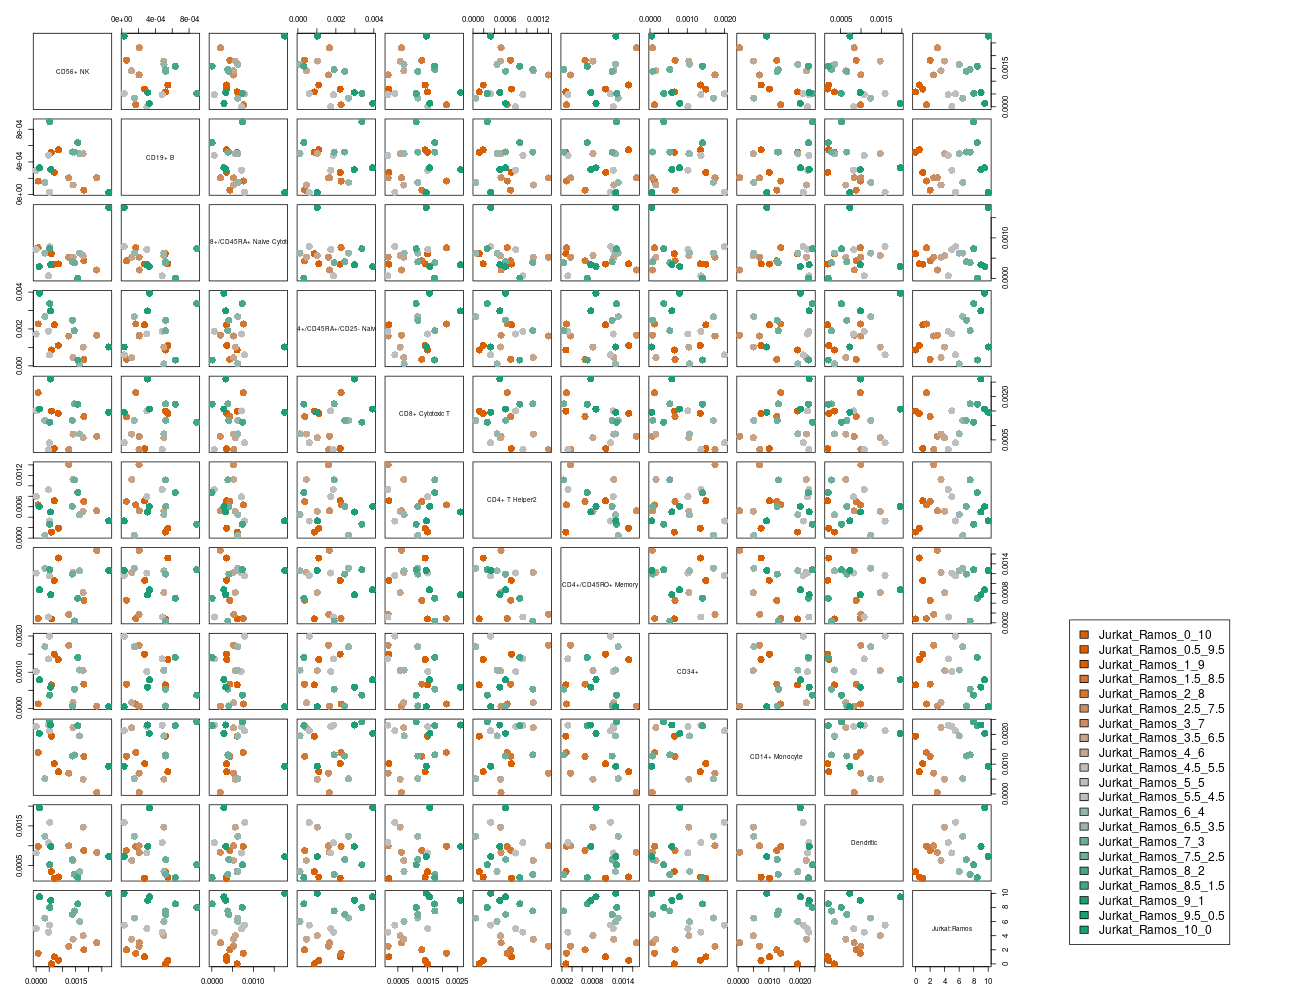 0e+00 4e-04 8e-04 0.000 0.002 0.004 0.0000 0.0006 0.0012 0.0000 0.0010 0.0020 0.0005 0.0015
CD56+ NK
0.0000 0.0015
CD19+ B
0e+00 4e-04 8e-04
8+/CD45RA+ Naive Cytot
0.0000 0.0010
4+/CD45RA+/CD25- Naiv
0.000 0.002 0.004
CD8+ Cytotoxic T
0.0005 0.0020
CD4+ T Helper2
0.0000 0.0006 0.0012
CD4+/CD45RO+ Memory
0.0002 0.0008 0.0014
CD34+
0.0000 0.0010 0.0020
CD14+ Monocyte
0.0000 0.0010 0.0020
Dendritic
0.0005 0.0015
Jurkat:Ramos
0 2 4 6 8 10
0.0000 0.0015 0.0000 0.0010 0.0005 0.0015 0.0025 0.0002 0.0008 0.0014 0.0000 0.0010 0.0020 0 2 4 6 8 10
Jurkat_Ramos_0_10
Jurkat_Ramos_0.5_9.5
Jurkat_Ramos_1_9
Jurkat_Ramos_1.5_8.5
Jurkat_Ramos_2_8
Jurkat_Ramos_2.5_7.5
Jurkat_Ramos_3_7
Jurkat_Ramos_3.5_6.5
Jurkat_Ramos_4_6
Jurkat_Ramos_4.5_5.5
Jurkat_Ramos_5_5
Jurkat_Ramos_5.5_4.5
Jurkat_Ramos_6_4
Jurkat_Ramos_6.5_3.5
Jurkat_Ramos_7_3
Jurkat_Ramos_7.5_2.5
Jurkat_Ramos_8_2
Jurkat_Ramos_8.5_1.5
Jurkat_Ramos_9_1
Jurkat_Ramos_9.5_0.5
Jurkat_Ramos_10_0